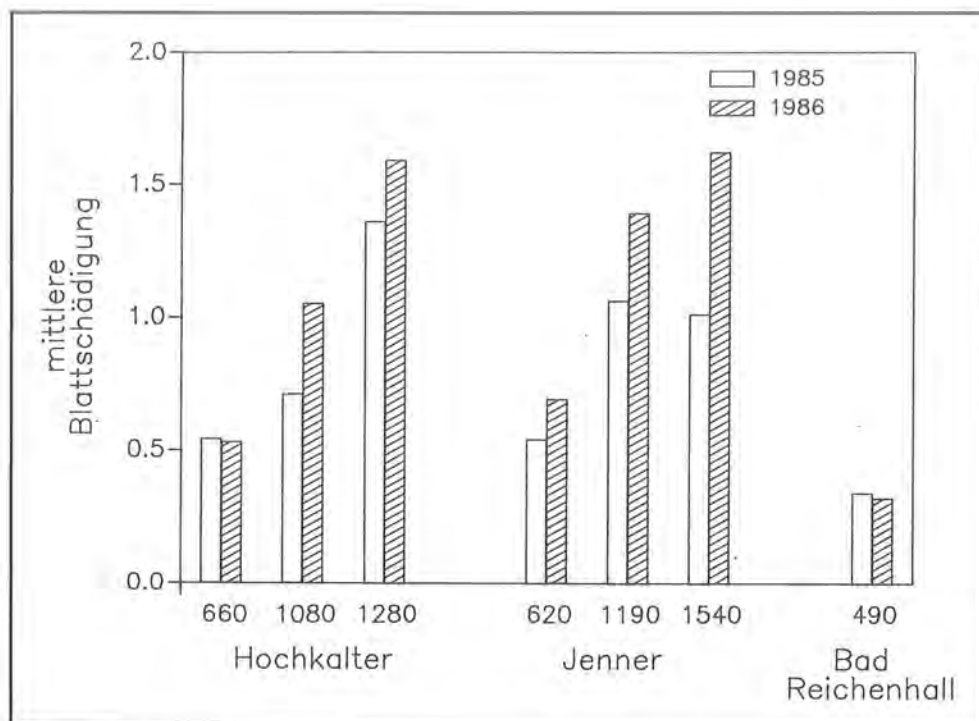 2.0
1985
1986
1.5
1.0
0.5
0.0
mittlere
Blattschädigung
660 1080 1280 620 1190 1540 490
Hochkalter Jenner Bad
Reichenhall